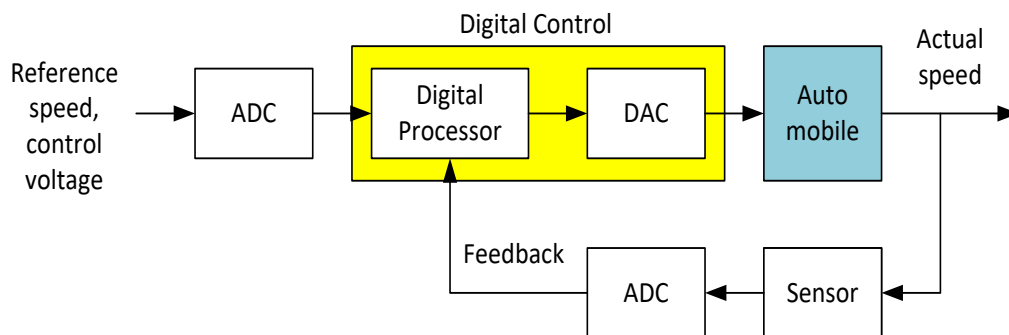 Digital Control
Reference
speed,
control
voltage
ADC
Digital
Processor
DAC
Auto
mobile
Actual
speed
Feedback
ADC
Sensor